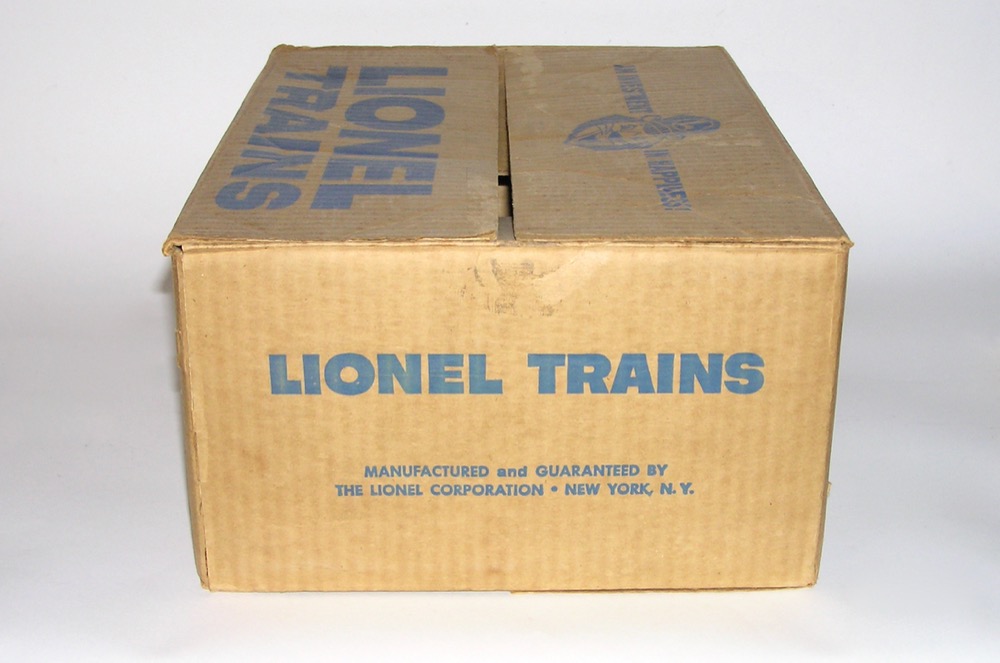 LIONEL
TRAINS
LIONEL TRAINS
MANUFACTURED and GUARANTEED BY
THE LIONEL CORPORATION • NEW YORK, N. Y.